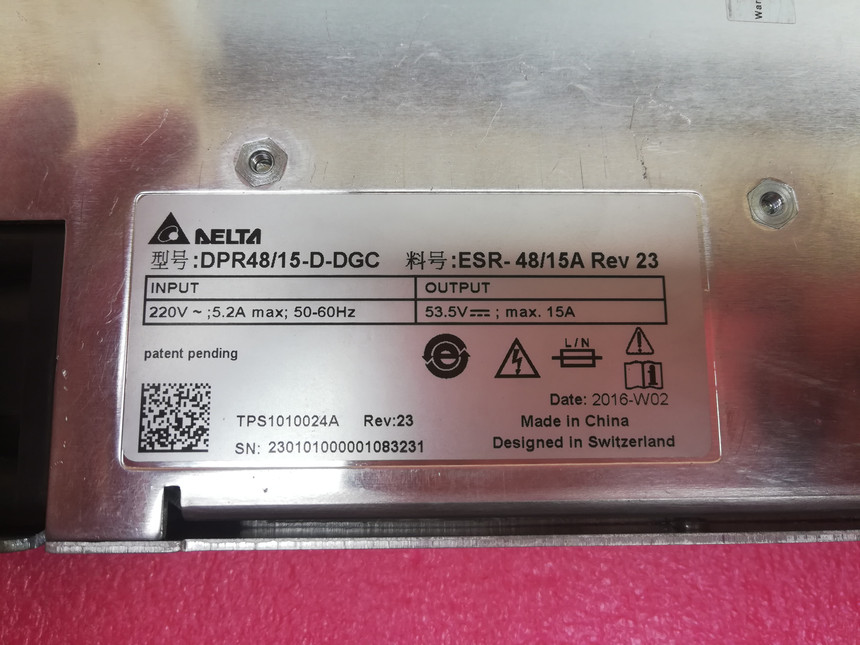 War
DELTA
型号:DPR48/15-D-DGC 料号:ESR- 48/15A Rev 23
INPUT OUTPUT
220V ~ ;5.2A max; 50-60Hz 53.5V⎓ ; max. 15A
L/N
patent pending
Date: 2016-W02
TPS1010024A Rev:23 Made in China
SN: 230101000001083231 Designed in Switzerland